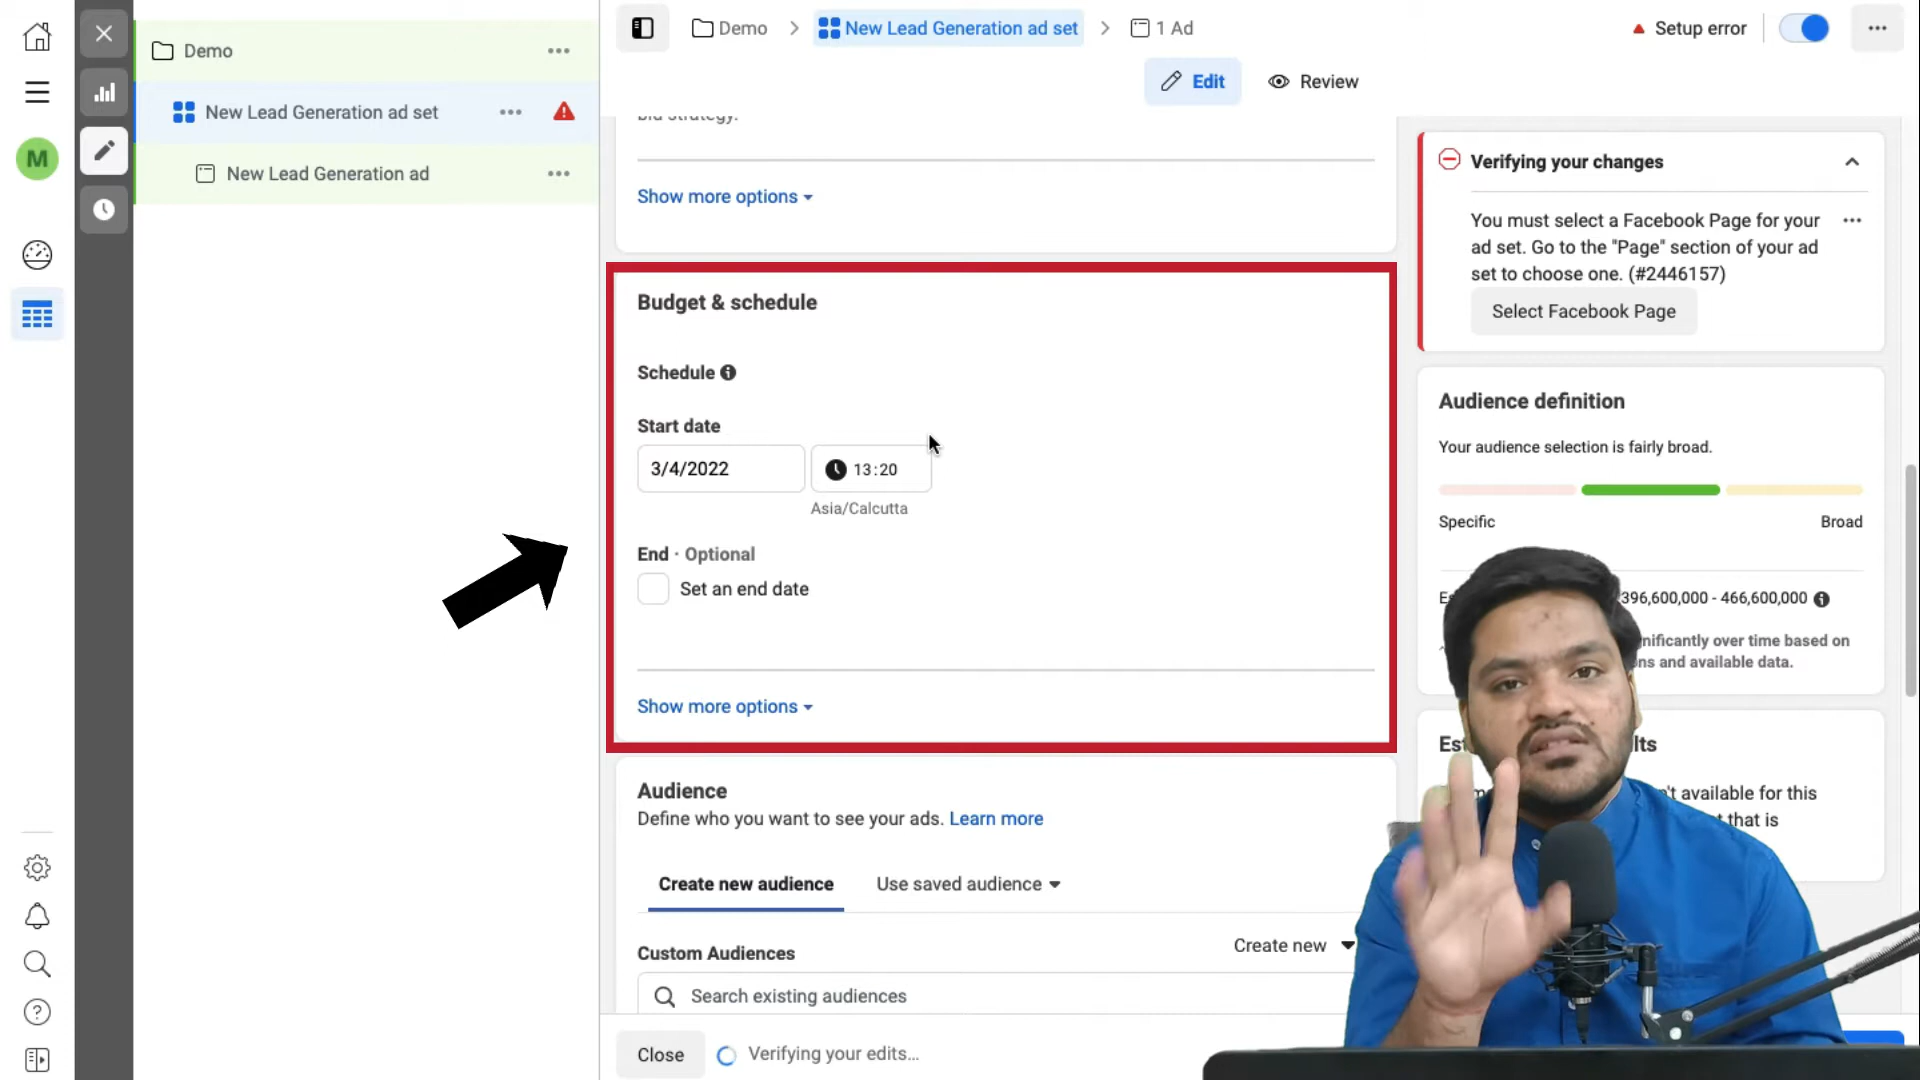 Demo
New Lead Generation ad set
1 Ad
Setup error
Edit
Review
M
Demo
New Lead Generation ad set
New Lead Generation ad
Show more options
Budget & schedule
Schedule
Start date
3/4/2022
13:20
Asia/Calcutta
End · Optional
Set an end date
Show more options
Audience
Define who you want to see your ads. Learn more
Create new audience
Use saved audience
Custom Audiences
Create new
Search existing audiences
Close
Verifying your edits...
Verifying your changes
You must select a Facebook Page for your
ad set. Go to the "Page" section of your ad
set to choose one. (#2446157)
Select Facebook Page
Audience definition
Your audience selection is fairly broad.
Specific
Broad
396,600,000 - 466,600,000
over time based on
and available data.
available for this
that is